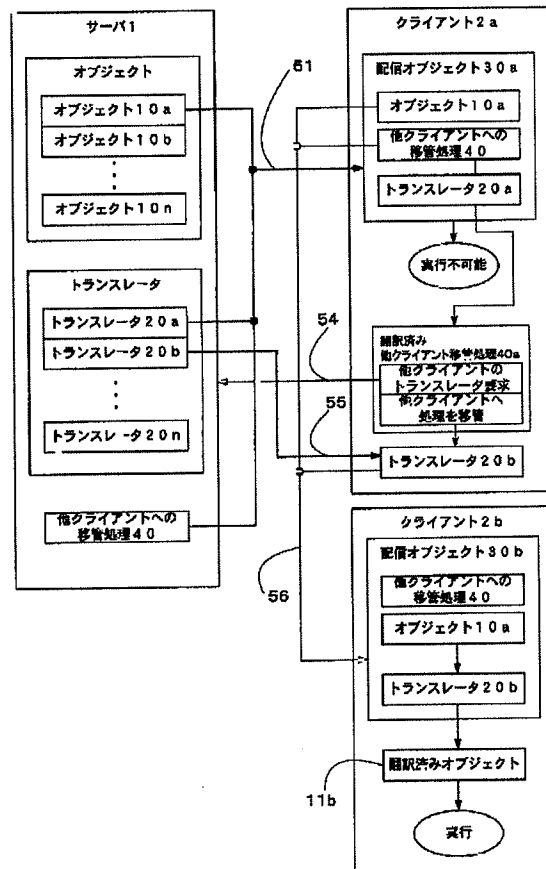 サーバ1
オブジェクト
オブジェクト10a
オブジェクト10b
オブジェクト10n
トランスレータ
トランスレータ20a
トランスレータ20b
トランスレータ20n
他クライアントへの
移管処理40
51
54
55
56
クライアント2a
配信オブジェクト30a
オブジェクト10a
他クライアントへの
移管処理40
トランスレータ20a
実行不可能
翻訳済み
他クライアント移管処理40a
他クライアントの
トランスレータ要求
他クライアントへ
処理を移管
トランスレータ20b
クライアント2b
配信オブジェクト30b
他クライアントへの
移管処理40
オブジェクト10a
トランスレータ20b
翻訳済みオブジェクト
11b
実行